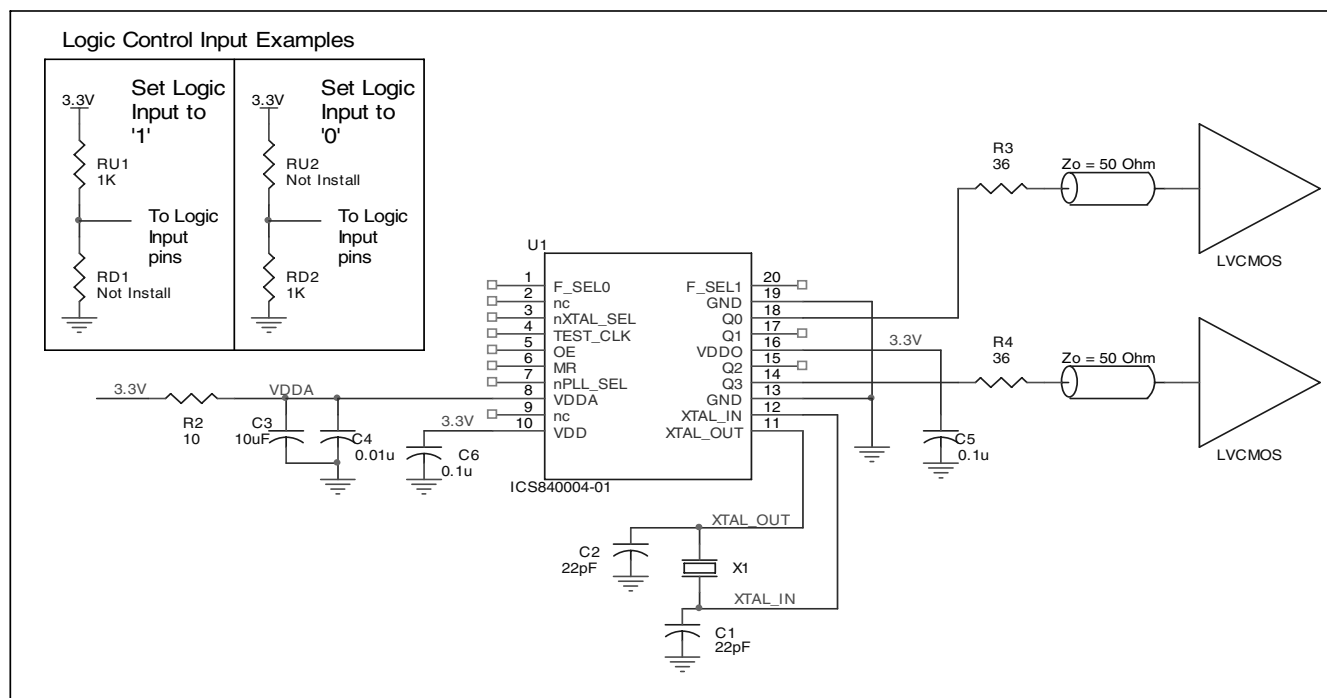 Logic Control Input Examples
Set Logic
Input to
'1'
3.3V
RU1
1K
To Logic
Input
pins
RD1
Not Install
Set Logic
Input to
'0'
3.3V
RU2
Not Install
To Logic
Input
pins
RD2
1K
U1
1 F_SEL0
2 nc
3 nXTAL_SEL
4 TEST_CLK
5 OE
6 MR
7 nPLL_SEL
8 VDDA
9 nc
10 VDD
20 F_SEL1
19 GND
18 Q0
17 Q1
16 VDDO
15 Q2
14 Q3
13 GND
12 XTAL_IN
11 XTAL_OUT
ICS840004-01
3.3V
R2
10
VDDA
C3
10uF
C4
0.01u
3.3V
C6
0.1u
R3
36
Zo = 50 Ohm
LVCMOS
3.3V
C5
0.1u
R4
36
Zo = 50 Ohm
LVCMOS
XTAL_OUT
C2
22pF
X1
XTAL_IN
C1
22pF